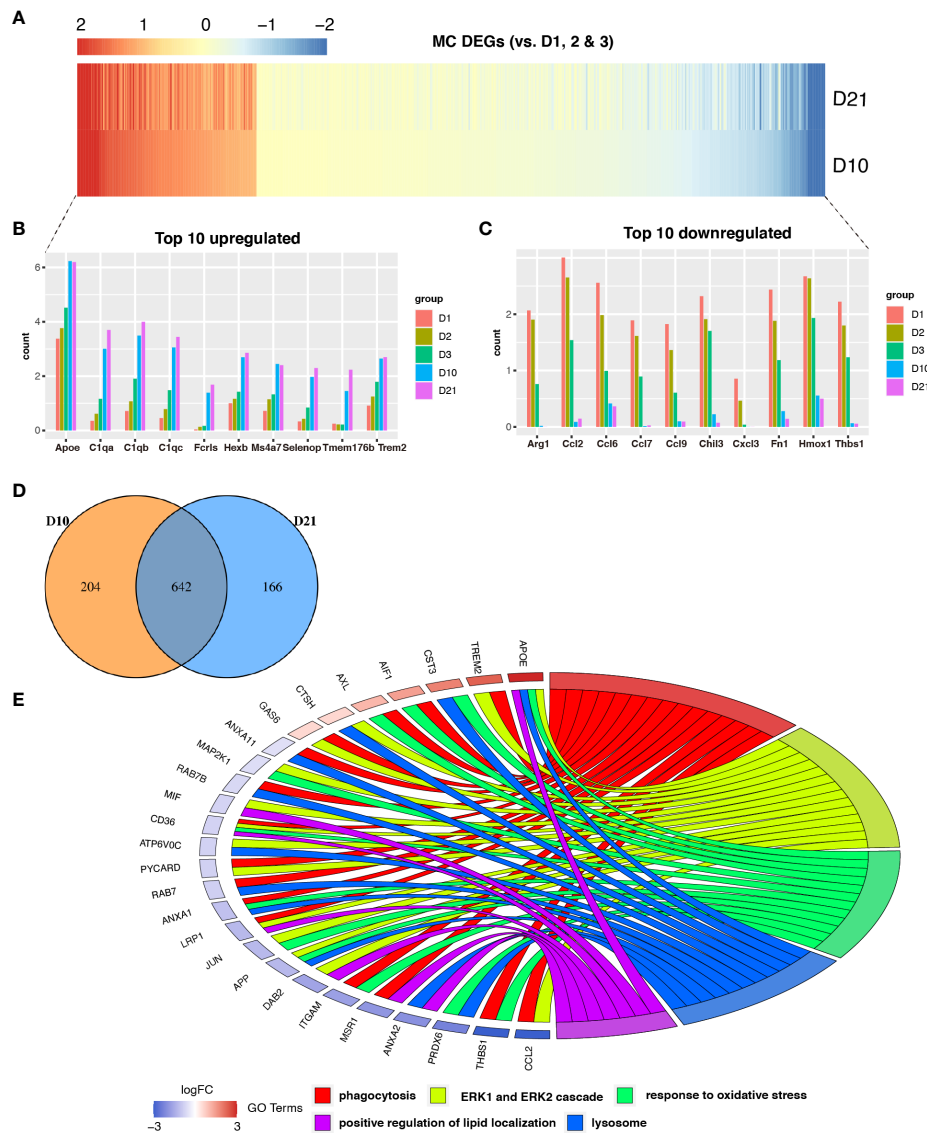 A
2 1 0 −1 −2
MC DEGs (vs. D1, 2 & 3)
D21
D10
B
Top 10 upregulated
count
6
4
2
0
Apoe C1qa C1qb C1qc Fcrls Hexb Ms4a7 Selenop Tmem176b Trem2
group
D1
D2
D3
D10
D21
C
Top 10 downregulated
count
2
1
0
Arg1 Ccl2 Ccl6 Ccl7 Ccl9 Chil3 Cxcl3 Fn1 Hmox1 Thbs1
group
D1
D2
D3
D10
D21
D
D10 D21
204 642 166
E
APOE
TREM2
CST3
AIF1
AXL
CTSH
GAS6
ANXA11
MAP2K1
RAB7B
MIF
CD36
ATP6V0C
PYCARD
RAB7
ANXA1
LRP1
JUN
APP
DAB2
ITGAM
MSR1
ANXA2
PRDX6
THBS1
CCL2
logFC
−3 3
GO Terms
phagocytosis ERK1 and ERK2 cascade response to oxidative stress
positive regulation of lipid localization lysosome